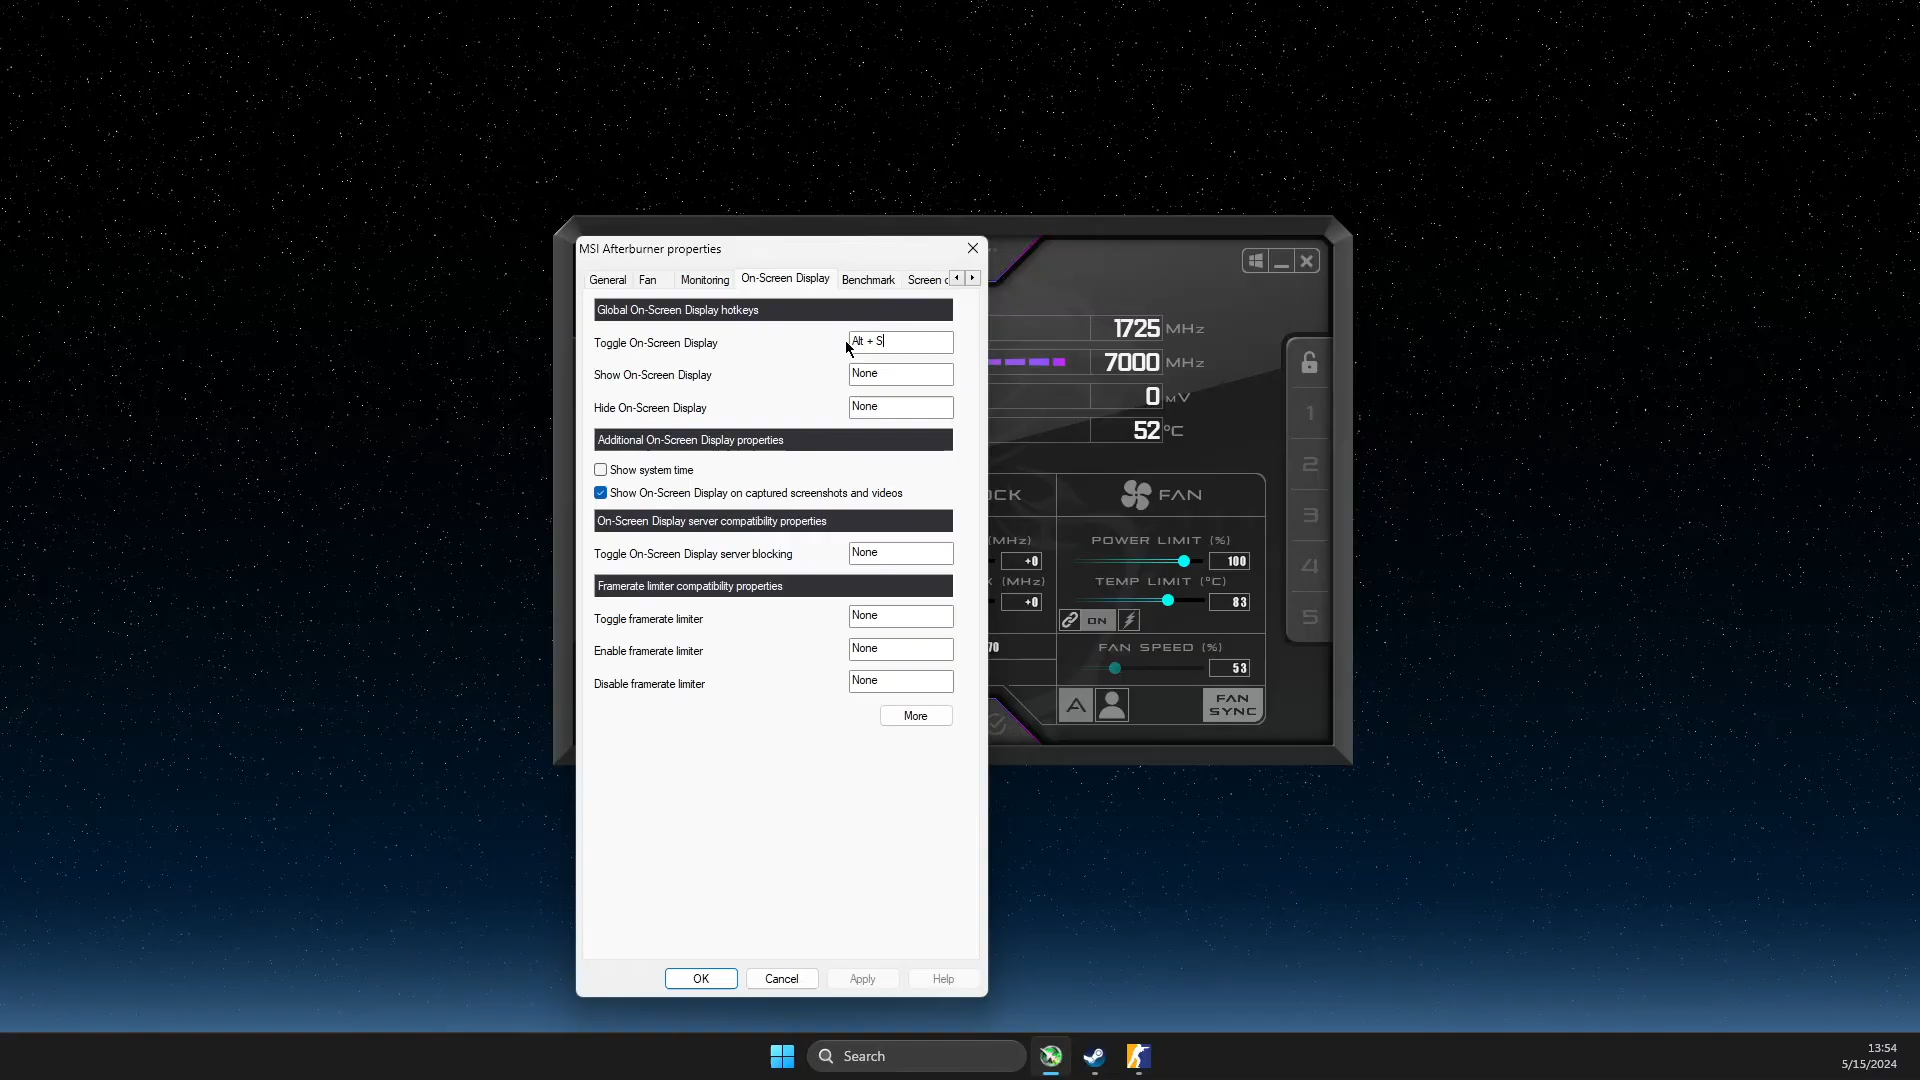 MSI Afterburner properties
General Fan Monitoring On-Screen Display Benchmark Screen c
Global On-Screen Display hotkeys
Toggle On-Screen Display Alt + S
Show On-Screen Display None
Hide On-Screen Display None
Additional On-Screen Display properties
Show system time
Show On-Screen Display on captured screenshots and videos
On-Screen Display server compatibility properties
Toggle On-Screen Display server blocking None
Framerate limiter compatibility properties
Toggle framerate limiter None
Enable framerate limiter None
Disable framerate limiter None
More
OK Cancel Apply Help
1725 MHz
7000 MHz
0 MV
52 °C
OCK
FAN
(MHz) +0
K (MHz) +0
70
POWER LIMIT (%)
100
TEMP LIMIT (°C)
83
ON
FAN SPEED (%)
53
A
FAN
SYNC
1
2
3
4
5
Search
13:54
5/15/2024